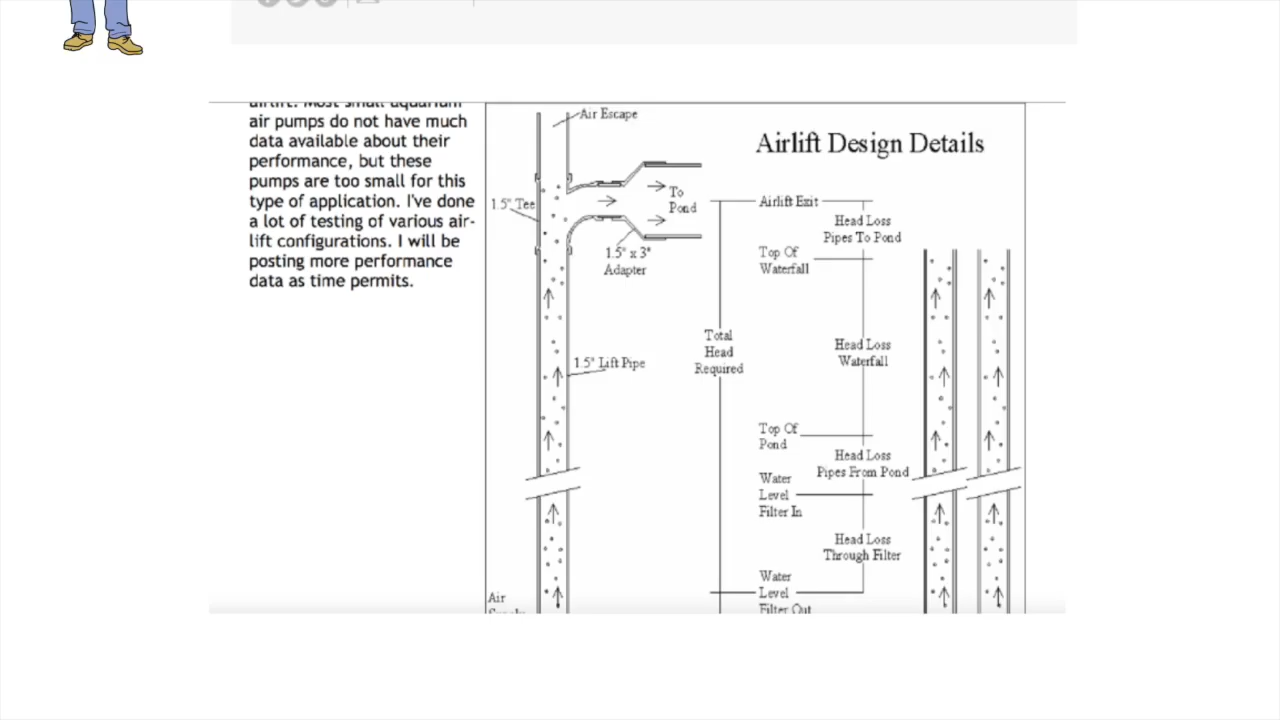 airlift. Most small aquarium
air pumps do not have much
data available about their
performance, but these
pumps are too small for this
type of application. I've done
a lot of testing of various air-
lift configurations. I will be
posting more performance
data as time permits.
Air Escape
Airlift Design Details
1.5" Tee
To
Pond
1.5" x 3"
Adapter
1.5" Lift Pipe
Total
Head
Required
Airlift Exit
Head Loss
Pipes To Pond
Top Of
Waterfall
Head Loss
Waterfall
Top Of
Pond
Head Loss
Pipes From Pond
Water
Level
Filter In
Head Loss
Through Filter
Water
Level
Filter Out
Air